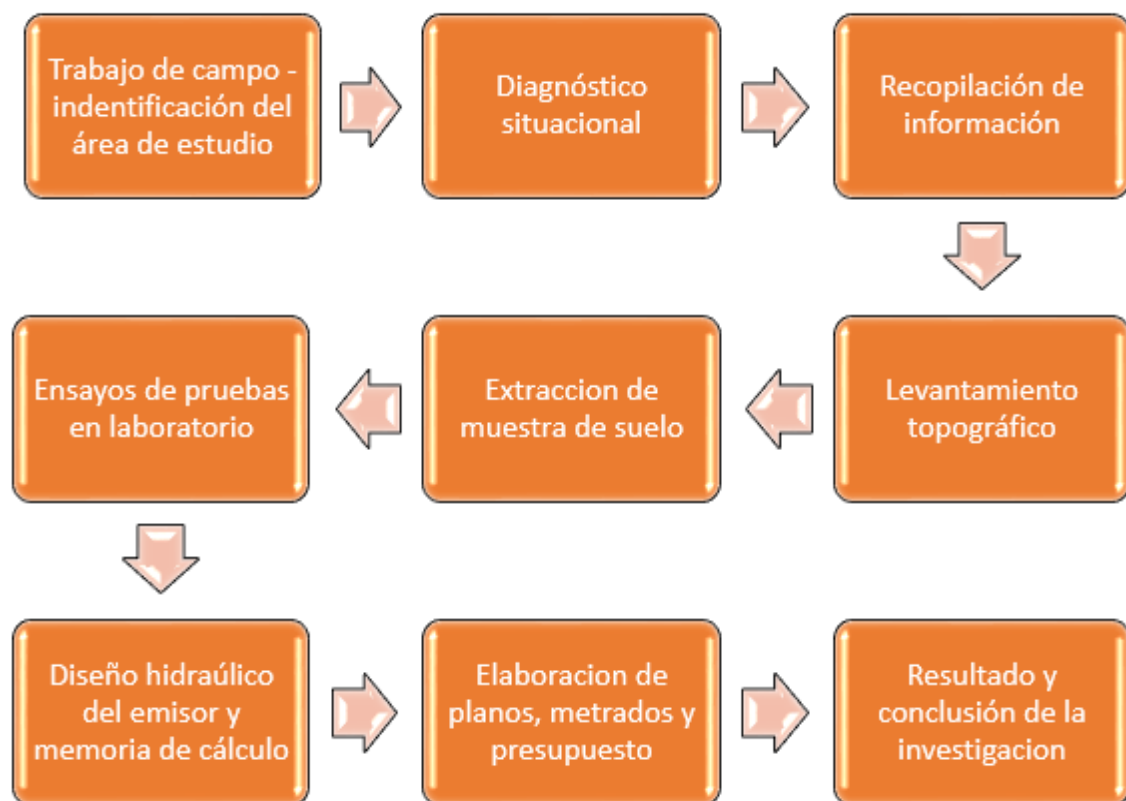 Trabajo de campo -
indentificación del
área de estudio
Diagnóstico
situacional
Recopilación de
información
Levantamiento
topográfico
Extraccion de
muestra de suelo
Ensayos de pruebas
en laboratorio
Diseño hidraúlico
del emisor y
memoria de cálculo
Elaboracion de
planos, metrados y
presupuesto
Resultado y
conclusión de la
investigacion